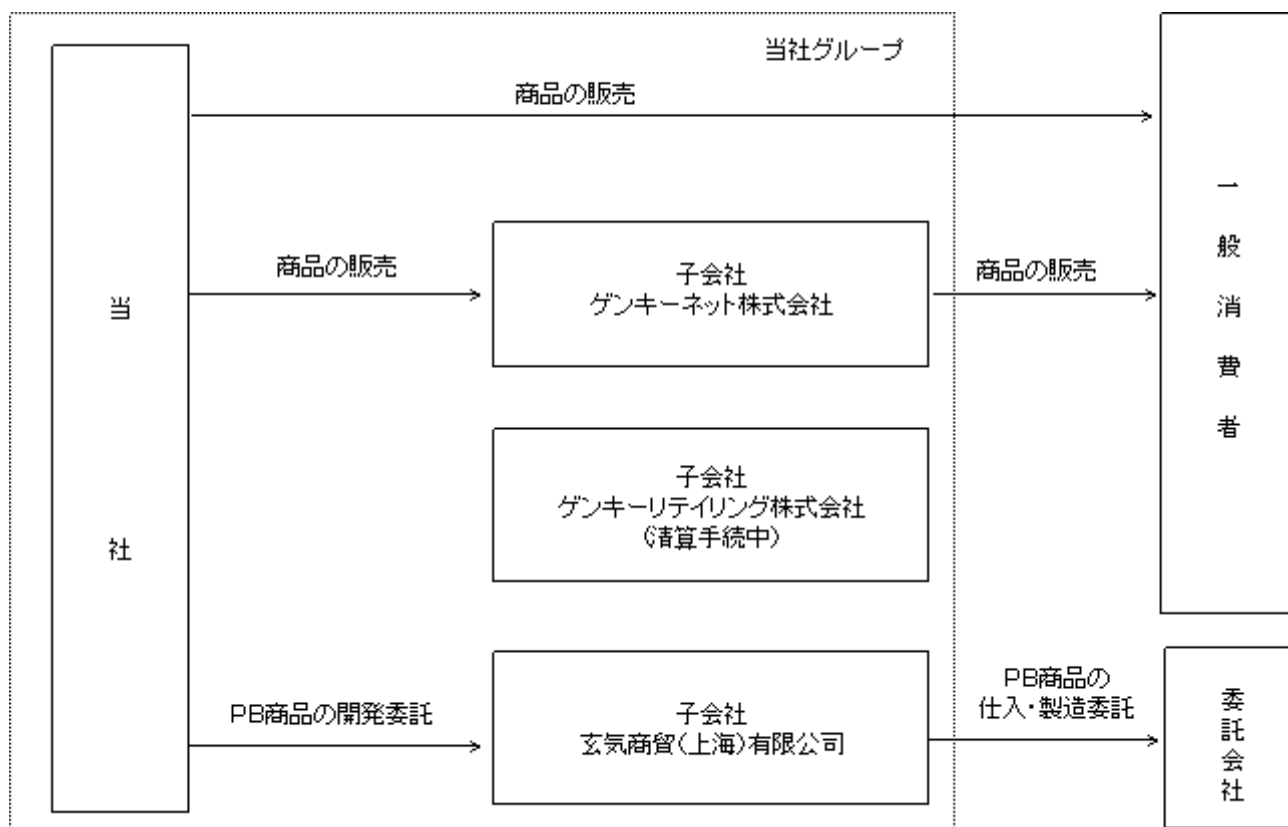 当社グループ
商品の販売
当社
商品の販売
子会社
ゲンキーネット株式会社
商品の販売
一般消費者
子会社
ゲンキーリテイリング株式会社
(清算手続中)
PB商品の開発委託
子会社
玄気商貿(上海)有限公司
PB商品の
仕入・製造委託
委託会社